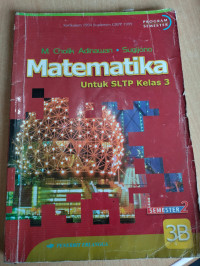 PROGRAM
SEMESTER
M. Cholik Adinawan • Sugijono
Matematika
Untuk SLTP Kelas 3
SEMESTER 2
3B